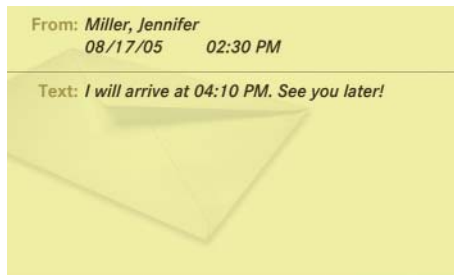 From: Miller, Jennifer
08/17/05 02:30 PM
Text: I will arrive at 04:10 PM. See you later!